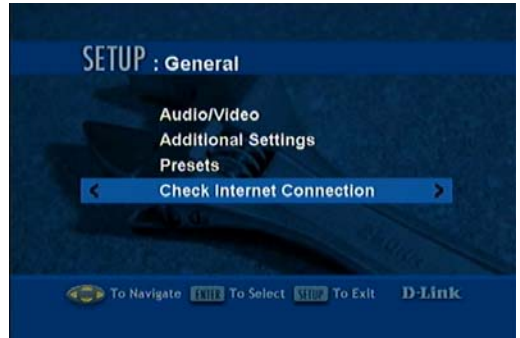 SETUP : General
Audio/Video
Additional Settings
Presets
< Check Internet Connection >
To Navigate ENTER To Select SETUP To Exit D-Link